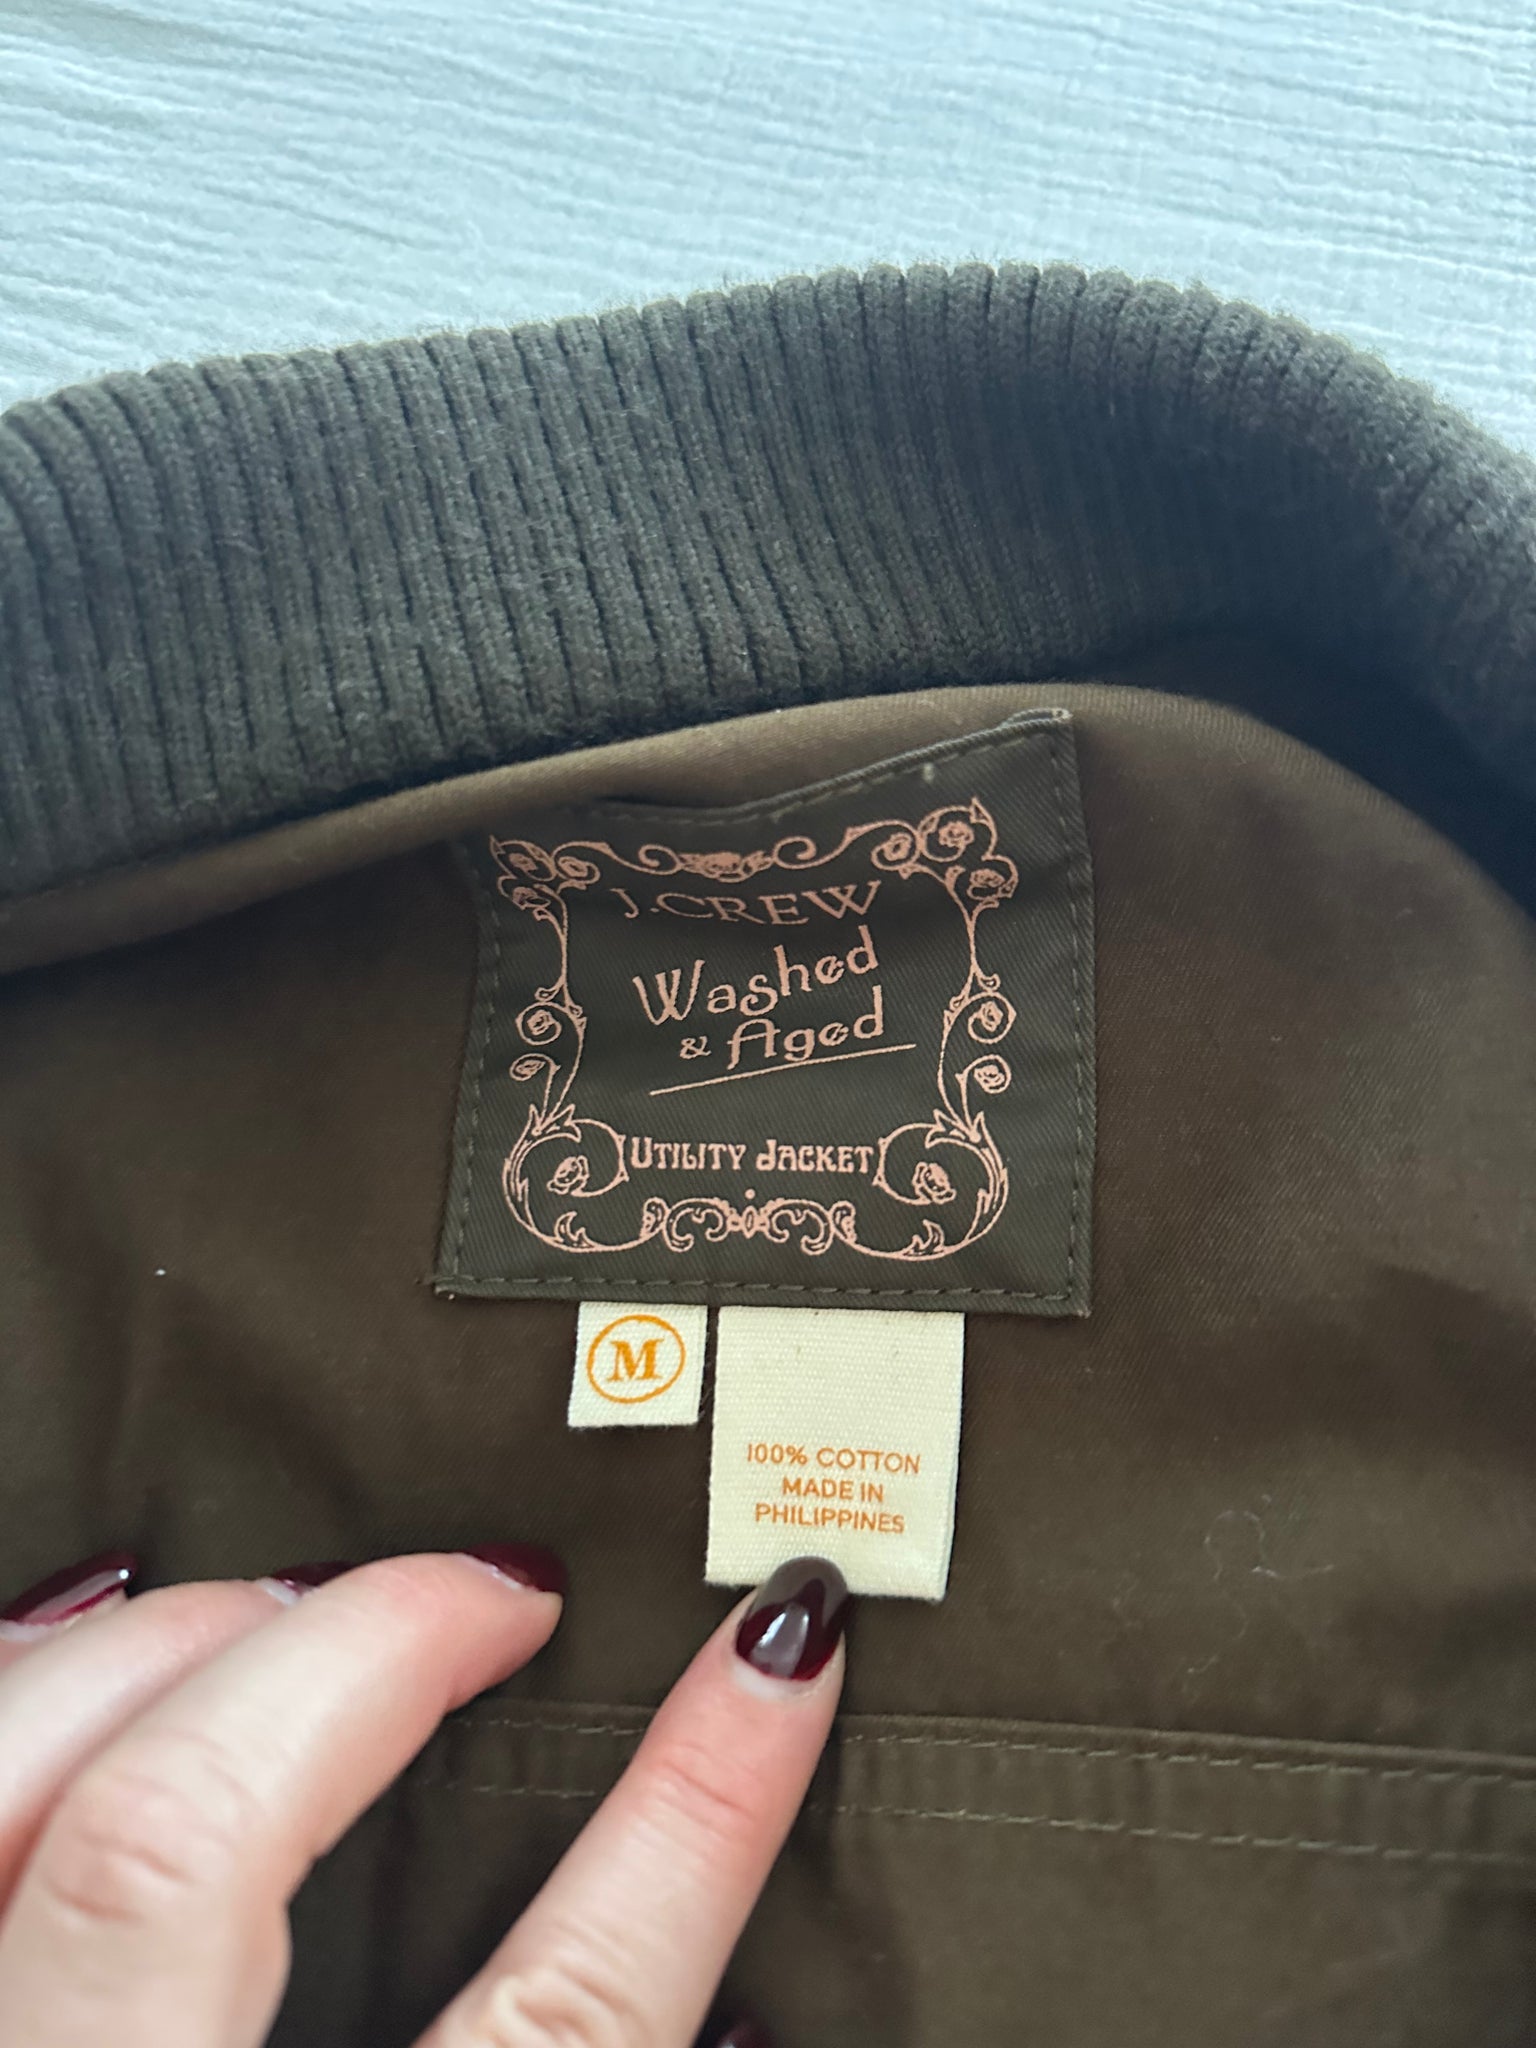 J.CREW
Washed
& Aged
UTILITY JACKET
M
100% COTTON
MADE IN
PHILIPPINES